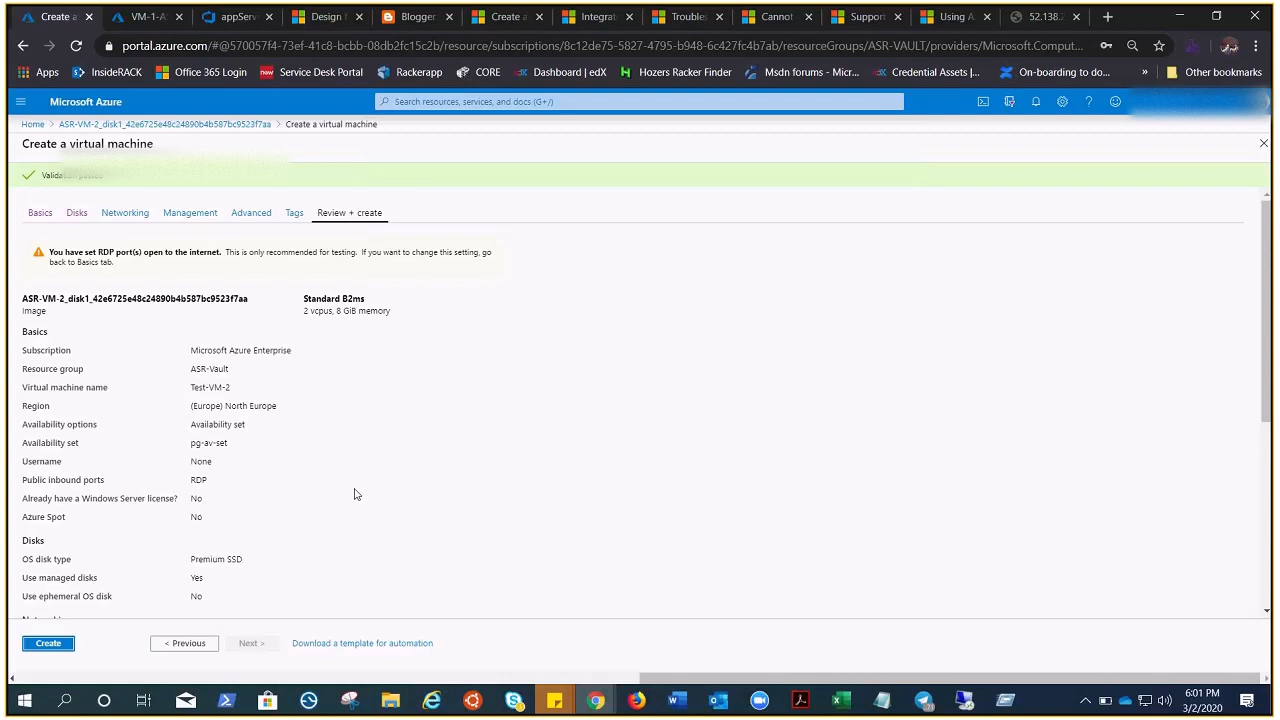 Create a
VM-1-A
appServ
Design f
Blogger
Create a
Integrat
Troubles
Cannot
Support
Using A
52.138.
portal.azure.com/#@570057f4-73ef-41c8-bcbb-08db2fc15c2b/resource/subscriptions/8c12de75-5827-4795-b948-6c427fc4b7ab/resourceGroups/ASR-VAULT/providers/Microsoft.Comput...
Apps
InsideRACK
Office 365 Login
now
Service Desk Portal
Rackerapp
CORE
Dashboard | edX
Hozers Racker Finder
Msdn forums - Micr...
Credential Assets |...
On-boarding to do...
»
Other bookmarks
Microsoft Azure
Search resources, services, and docs (G+/)
Home > ASR-VM-2_disk1_42e6725e48c24890b4b587bc9523f7aa > Create a virtual machine
Create a virtual machine
Validation passed
Basics Disks Networking Management Advanced Tags Review + create
You have set RDP port(s) open to the internet. This is only recommended for testing. If you want to change this setting, go
back to Basics tab.
ASR-VM-2_disk1_42e6725e48c24890b4b587bc9523f7aa Standard B2ms
Image 2 vcpus, 8 GiB memory
Basics
Subscription Microsoft Azure Enterprise
Resource group ASR-Vault
Virtual machine name Test-VM-2
Region (Europe) North Europe
Availability options Availability set
Availability set pg-av-set
Username None
Public inbound ports RDP
Already have a Windows Server license? No
Azure Spot No
Disks
OS disk type Premium SSD
Use managed disks Yes
Use ephemeral OS disk No
Create < Previous Next > Download a template for automation
6:01 PM
3/2/2020